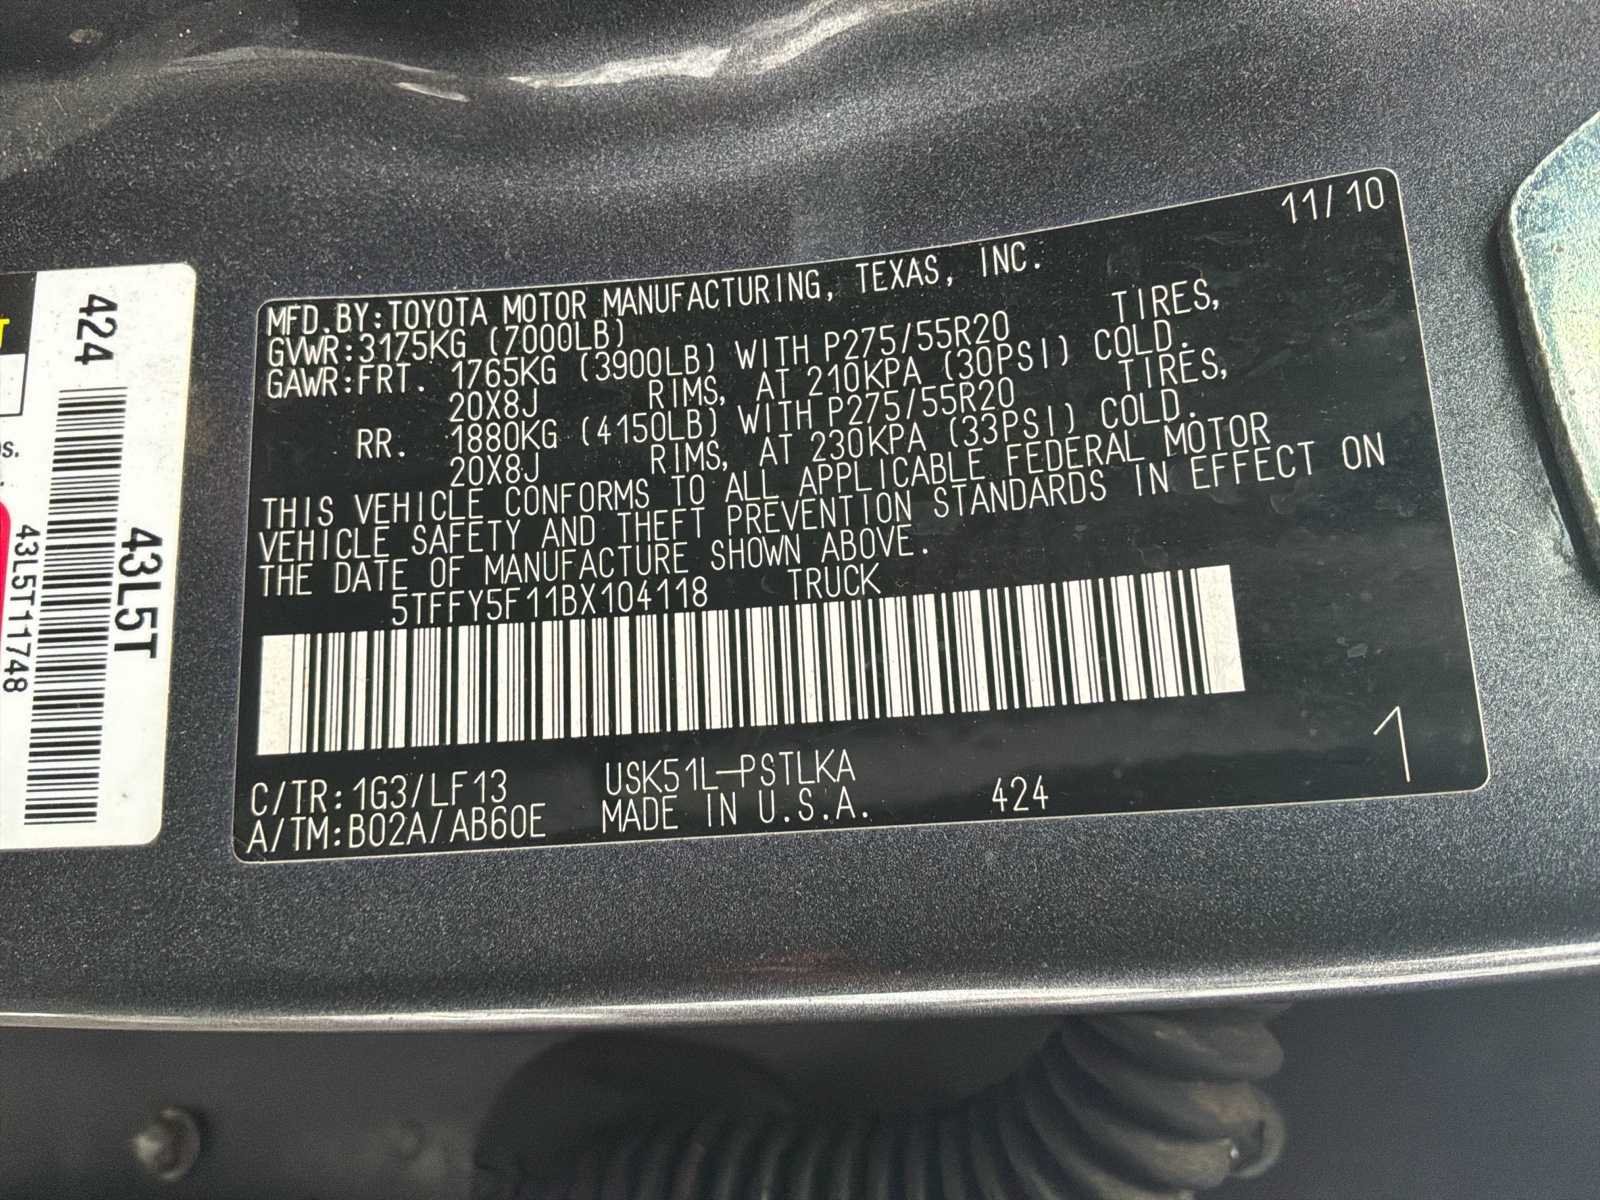 11/10
MFD.BY:TOYOTA MOTOR MANUFACTURING, TEXAS, INC.
GVWR:3175KG (7000LB)
GAWR:FRT. 1765KG (3900LB) WITH P275/55R20 TIRES,
20X8J RIMS, AT 210KPA (30PSI) COLD.
RR. 1880KG (4150LB) WITH P275/55R20 TIRES,
20X8J RIMS, AT 230KPA (33PSI) COLD.
THIS VEHICLE CONFORMS TO ALL APPLICABLE FEDERAL MOTOR
VEHICLE SAFETY AND THEFT PREVENTION STANDARDS IN EFFECT ON
THE DATE OF MANUFACTURE SHOWN ABOVE.
5TFFY5F11BX104118 TRUCK
C/TR:1G3/LF13 USK51L-PSTLKA
A/TM:B02A/AB60E MADE IN U.S.A. 424
1
424
43L5T
43L5T11748